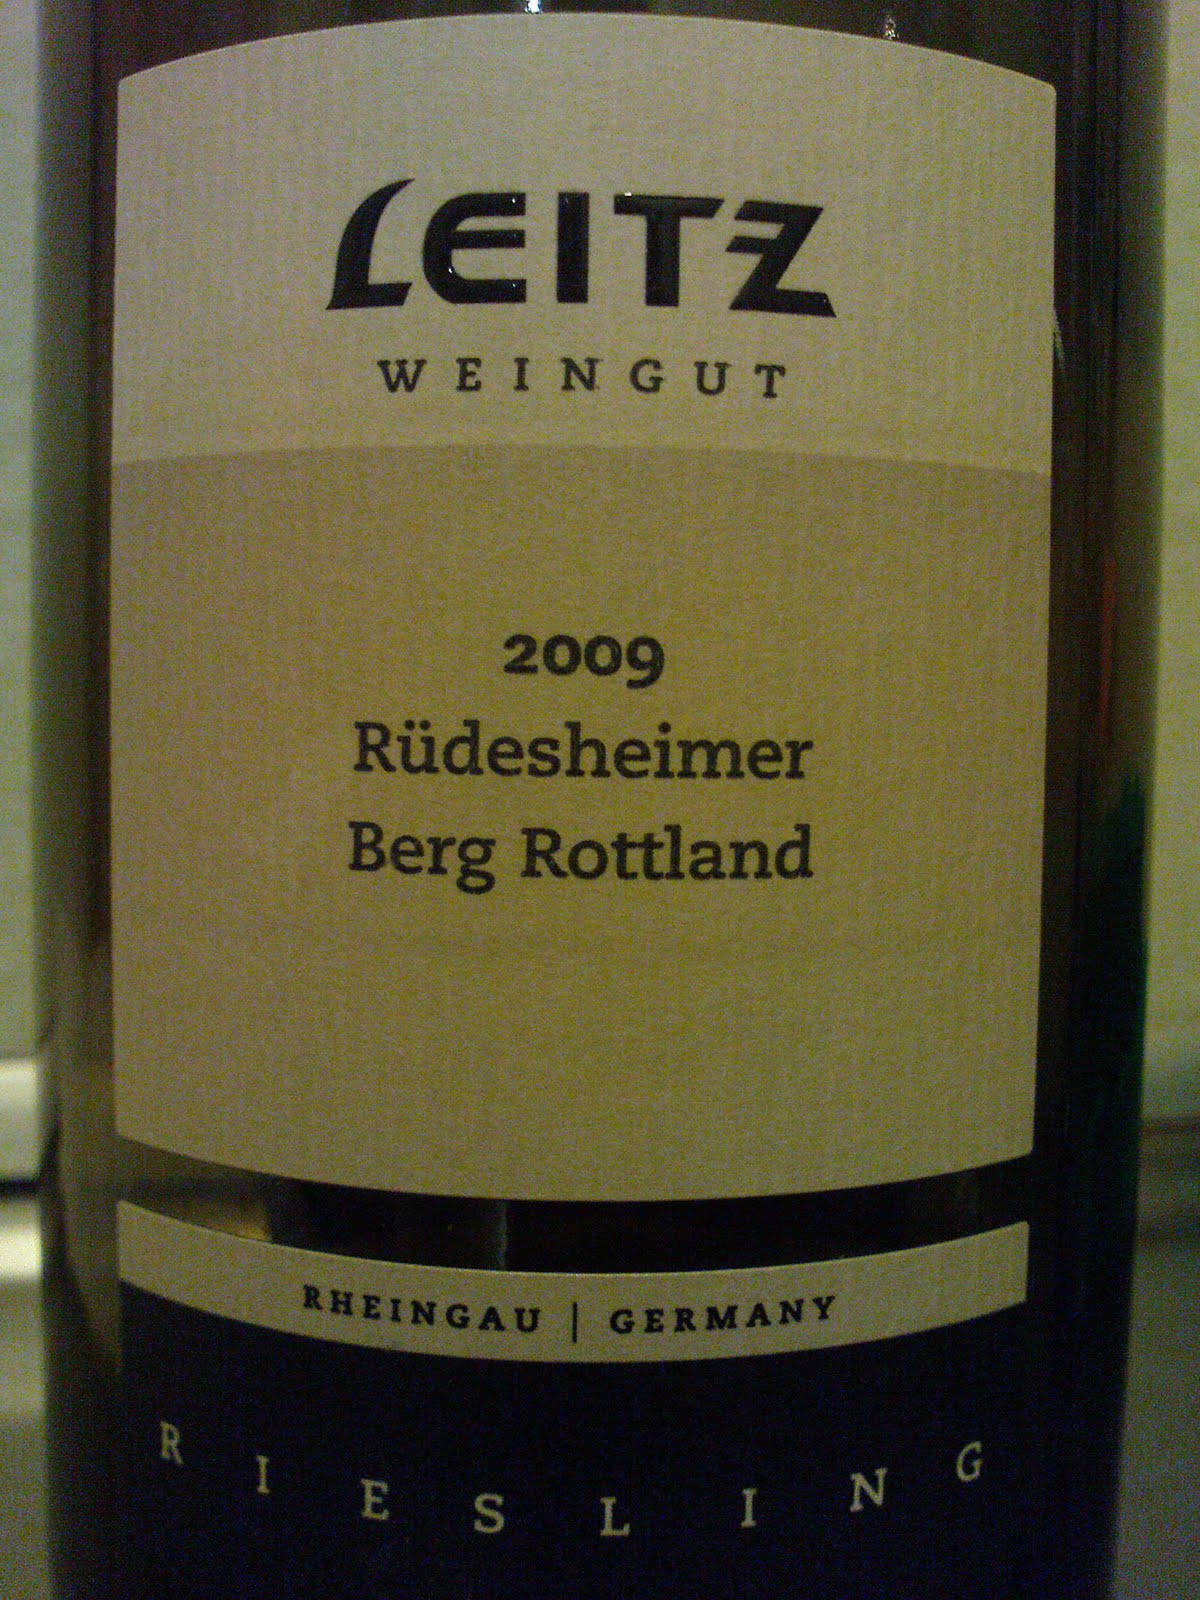 LEITZ
WEINGUT
2009
Rüdesheimer
Berg Rottland
RHEINGAU | GERMANY
RIESLING